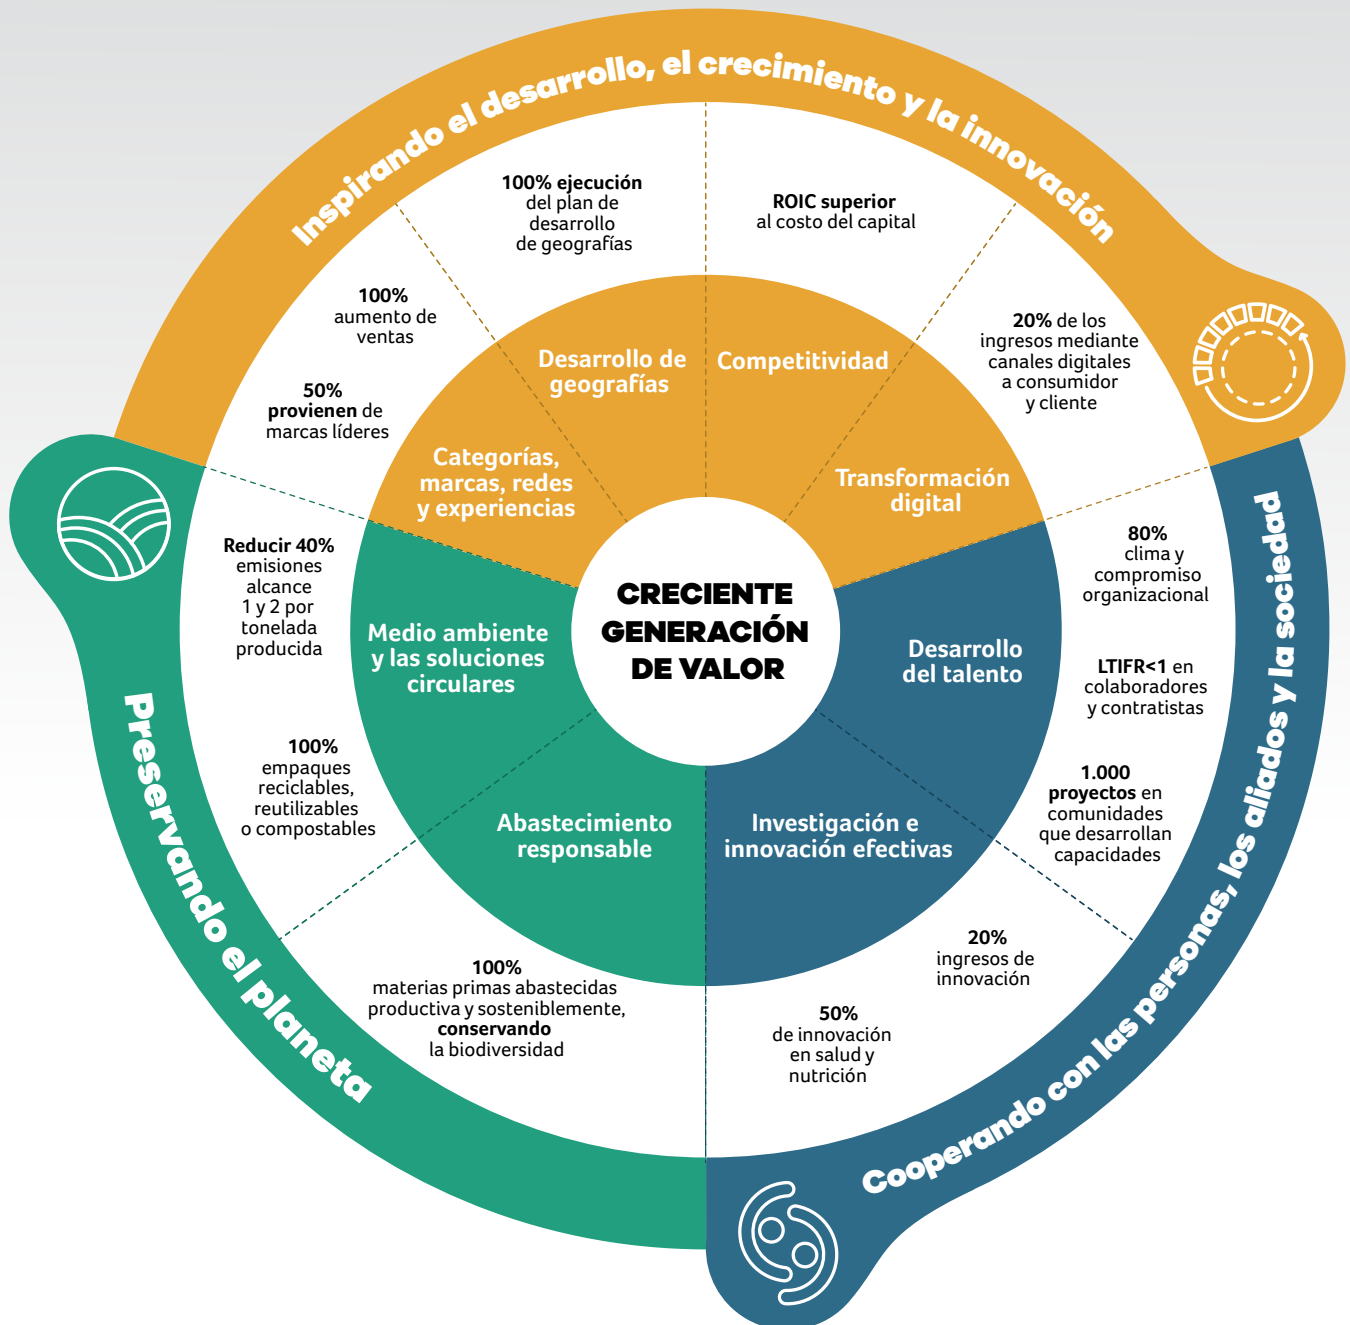 Inspirando el desarrollo, el crecimiento y la innovación
100% ejecución
del plan de
desarrollo
de geografías
ROIC superior
al costo del capital
100%
aumento de
ventas
50%
provienen de
marcas líderes
20% de los
ingresos mediante
canales digitales
a consumidor
y cliente
Desarrollo de
geografías
Competitividad
Categorías,
marcas, redes
y experiencias
Transformación
digital
CRECIENTE
GENERACIÓN
DE VALOR
Cooperando con las personas, los aliados y la sociedad
80%
clima y
compromiso
organizacional
LTIFR<1 en
colaboradores
y contratistas
1.000
proyectos en
comunidades
que desarrollan
capacidades
Desarrollo
del talento
Investigación e
innovación efectivas
20%
ingresos de
innovación
50%
de innovación
en salud y
nutrición
Preservando el planeta
Reducir 40%
emisiones
alcance
1 y 2 por
tonelada
producida
100%
empaques
reciclables,
reutilizables
o compostables
Medio ambiente
y las soluciones
circulares
Abastecimiento
responsable
100%
materias primas abastecidas
productiva y sosteniblemente,
conservando
la biodiversidad